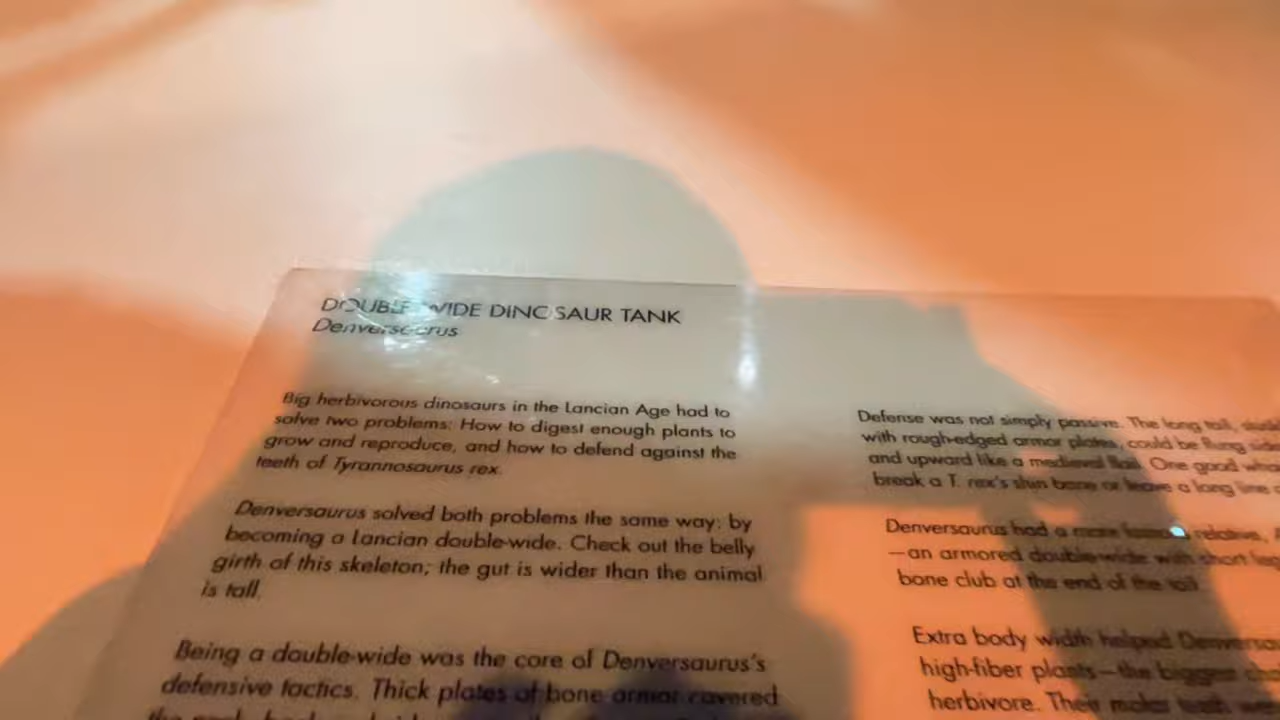 DOUBLE-WIDE DINOSAUR TANK
Denversaurus
Big herbivorous dinosaurs in the Lancian Age had to
solve two problems: How to digest enough plants to
grow and reproduce, and how to defend against the
teeth of Tyrannosaurus rex.
Denversaurus solved both problems the same way: by
becoming a Lancian double-wide. Check out the belly
girth of this skeleton; the gut is wider than the animal
is tall.
Being a double-wide was the core of Denversaurus's
defensive tactics. Thick plates of bone armor covered
Defense was not simply passive. The long tail,
with rough-edged armor plates, could be flung
and upward like a medieval flail. One good
break a T. rex's shin bone or leave a long line
Denversaurus had a more relative,
—an armored double-wide with short
bone club at the end of the tail.
Extra body width helped
high-fiber plants—the biggest
herbivore. Their molar teeth